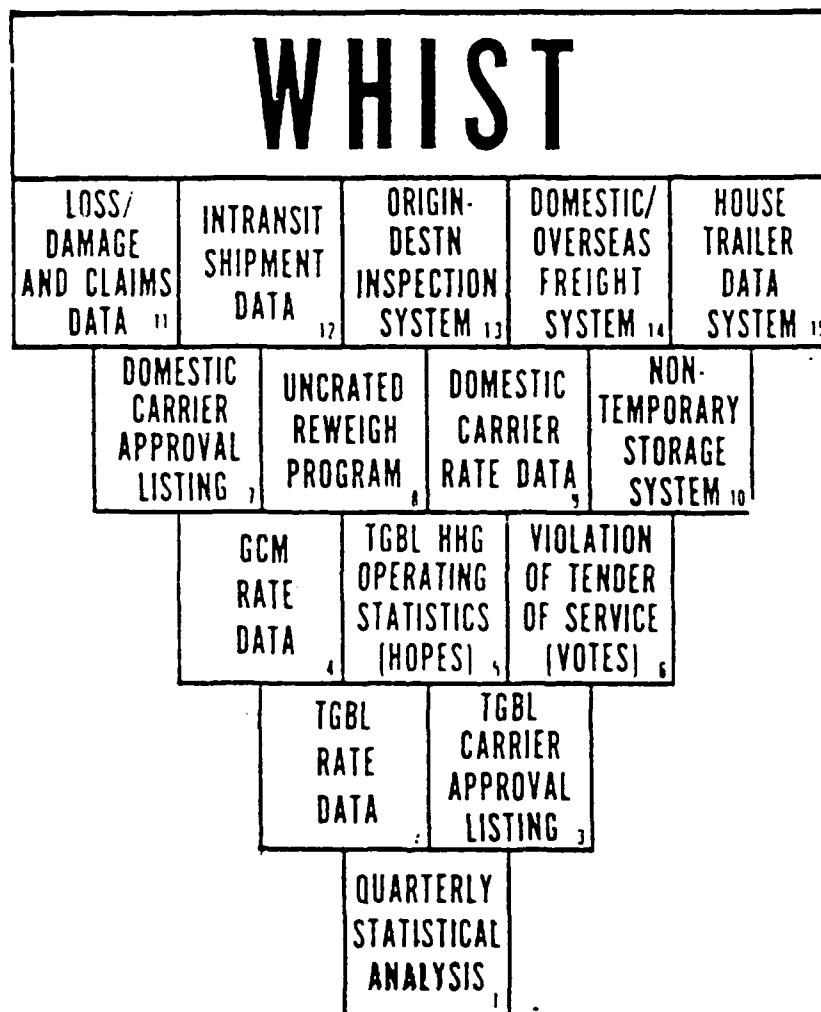 WHIST
LOSS/
DAMAGE
AND CLAIMS
DATA 11
INTRANSIT
SHIPMENT
DATA 12
ORIGIN-
DESTN
INSPECTION
SYSTEM 13
DOMESTIC/
OVERSEAS
FREIGHT
SYSTEM 14
HOUSE
TRAILER
DATA
SYSTEM 15
DOMESTIC
CARRIER
APPROVAL
LISTING 7
UNCRATED
REWEIGH
PROGRAM 8
DOMESTIC
CARRIER
RATE DATA 9
NON-
TEMPORARY
STORAGE
SYSTEM 10
GCM
RATE
DATA 4
TGBL HHG
OPERATING
STATISTICS
(HOPES) 5
VIOLATION
OF TENDER
OF SERVICE
(VOTES) 6
TGBL
RATE
DATA
TGBL
CARRIER
APPROVAL
LISTING 3
QUARTERLY
STATISTICAL
ANALYSIS 1